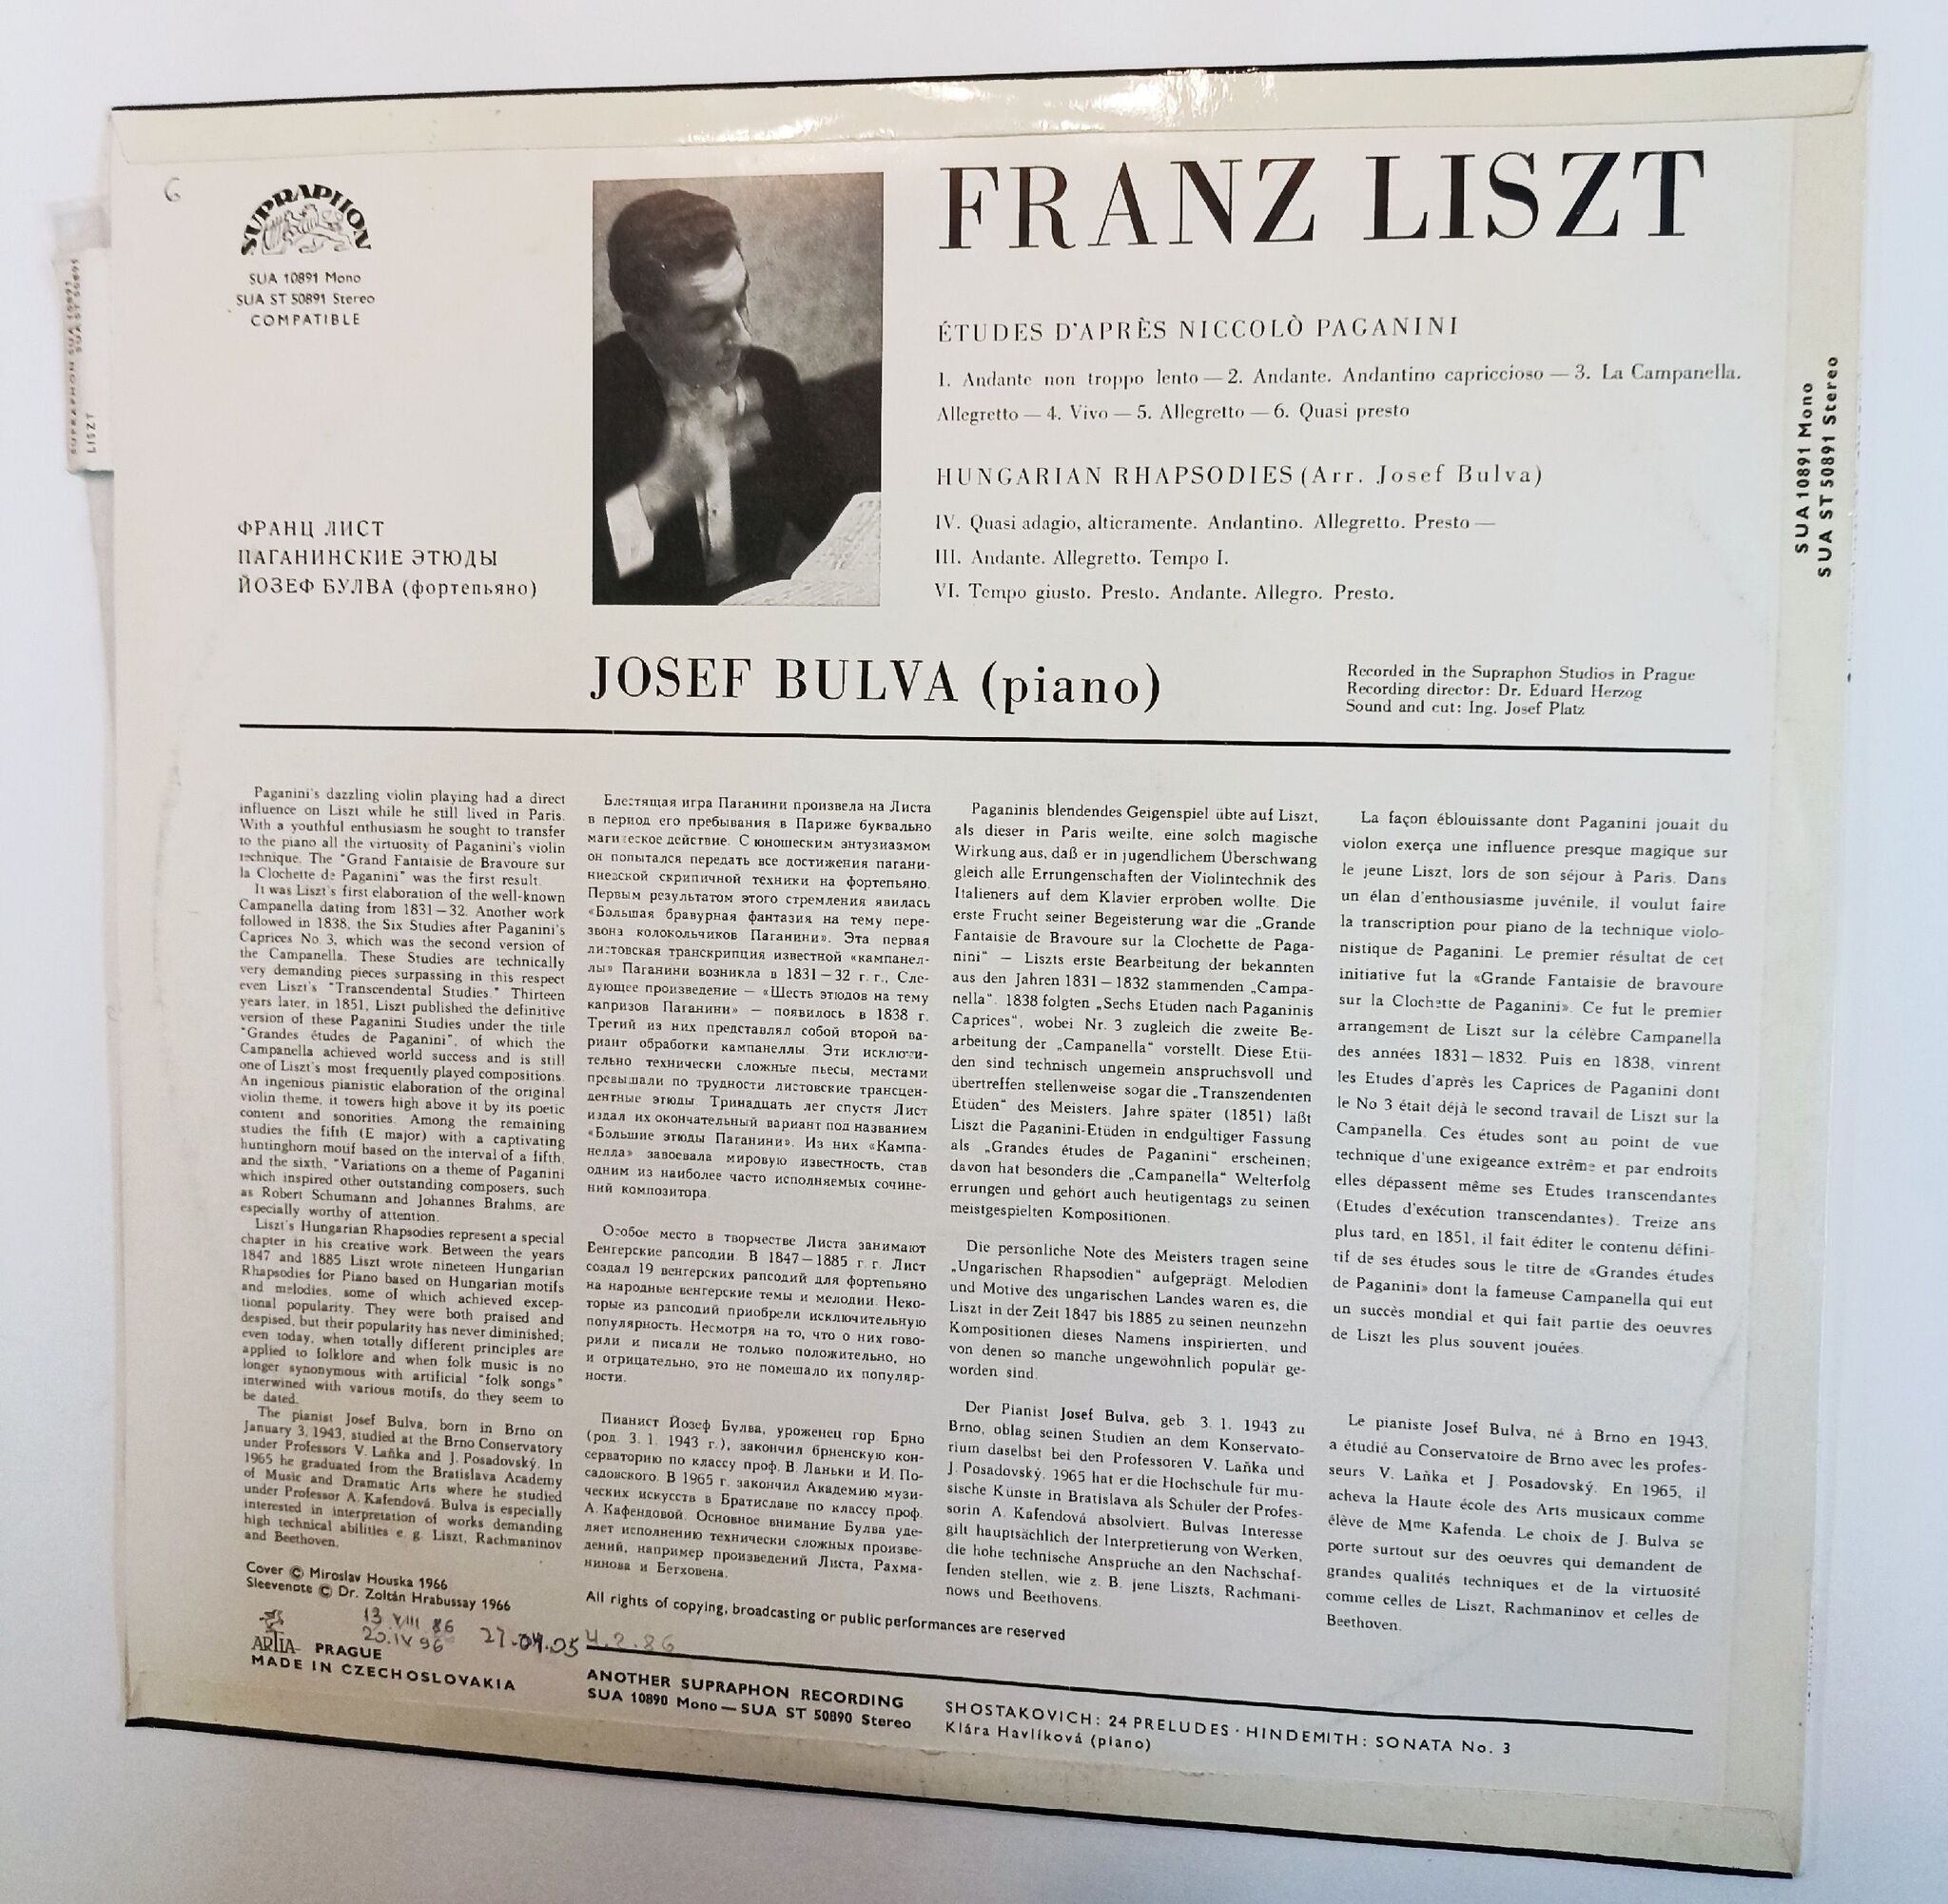 6
SUPRAPHON
SUA 10891 Mono
SUA ST 50891 Stereo
COMPATIBLE
LISZT
ФРАНЦ ЛИСТ
ПАГАНИНСКИЕ ЭТЮДЫ
ЙОЗЕФ БУЛВА (фортепьяно)
FRANZ LISZT
ÉTUDES D'APRÈS NICCOLÒ PAGANINI
1. Andante non troppo lento — 2. Andante. Andantino capriccioso — 3. La Campanella.
Allegretto — 4. Vivo — 5. Allegretto — 6. Quasi presto
HUNGARIAN RHAPSODIES (Arr. Josef Bulva)
IV. Quasi adagio, alticramente. Andantino. Allegretto. Presto —
III. Andante. Allegretto. Tempo I.
VI. Tempo giusto. Presto. Andante. Allegro. Presto.
SUA 10891 Mono
SUA ST 50891 Stereo
JOSEF BULVA (piano)
Recorded in the Supraphon Studios in Prague
Recording director: Dr. Eduard Herzog
Sound and cut: Ing. Josef Platz
Paganini's dazzling violin playing had a direct
influence on Liszt while he still lived in Paris.
With a youthful enthusiasm he sought to transfer
to the piano all the virtuosity of Paganini's violin
technique. The "Grand Fantaisie de Bravoure sur
la Clochette de Paganini" was the first result.
It was Liszt's first elaboration of the well-known
Campanella dating from 1831—32. Another work
followed in 1838, the Six Studies after Paganini's
Caprices No 3, which was the second version of
the Campanella. These Studies are technically
very demanding pieces surpassing in this respect
even Liszt's "Transcendental Studies." Thirteen
years later, in 1851, Liszt published the definitive
version of these Paganini Studies under the title
"Grandes études de Paganini", of which the
Campanella achieved world success and is still
one of Liszt's most frequently played compositions.
An ingenious pianistic elaboration of the original
violin theme, it towers high above it by its poetic
content and sonorities. Among the remaining
studies the fifth (E major) with a captivating
huntinghorn motif based on the interval of a fifth,
and the sixth, "Variations on a theme of Paganini
which inspired other outstanding composers, such
as Robert Schumann and Johannes Brahms, are
especially worthy of attention.
Liszt's Hungarian Rhapsodies represent a special
chapter in his creative work. Between the years
1847 and 1885 Liszt wrote nineteen Hungarian
Rhapsodies for Piano based on Hungarian motifs
and melodies, some of which achieved excep-
tional popularity. They were both praised and
despised, but their popularity has never diminished;
even today, when totally different principles are
applied to folklore and when folk music is no
longer synonymous with artificial "folk songs"
interwined with various motifs, do they seem to
be dated.
The pianist Josef Bulva, born in Brno on
January 3, 1943, studied at the Brno Conservatory
under Professors V. Laňka and J. Posadovský. In
1965 he graduated from the Bratislava Academy
of Music and Dramatic Arts where he studied
under Professor A. Kafendová. Bulva is especially
interested in interpretation of works demanding
high technical abilities e. g. Liszt, Rachmaninov
and Beethoven.
Блестящая игра Паганини произвела на Листа
в период его пребывания в Париже буквально
магическое действие. С юношеским энтузиазмом
он попытался передать все достижения пагани-
ниевской скрипичной техники на фортепьяно.
Первым результатом этого стремления явилась
«Большая бравурная фантазия на тему пере-
звона колокольчиков Паганини». Эта первая
листовская транскрипция известной «кампанел-
лы» Паганини возникла в 1831—32 г. г., Сле-
дующее произведение — «Шесть этюдов на тему
капризов Паганини» — появилось в 1838 г.
Третий из них представлял собой второй ва-
риант обработки кампанеллы. Эти исключи-
тельно технически сложные пьесы, местами
превышали по трудности листовские трансцен-
дентные этюды. Тринадцать лет спустя Лист
издал их окончательный вариант под названием
«Большие этюды Паганини». Из них «Кампа-
нелла» завоевала мировую известность, став
одним из наиболее часто исполняемых сочине-
ний композитора.
Особое место в творчестве Листа занимают
Венгерские рапсодии. В 1847—1885 г. г. Лист
создал 19 венгерских рапсодий для фортепьяно
на народные венгерские темы и мелодии. Неко-
торые из рапсодий приобрели исключительную
популярность. Несмотря на то, что о них гово-
рили и писали не только положительно, но
и отрицательно, это не помешало их популяр-
ности.
Пианист Йозеф Булва, уроженец гор. Брно
(род. 3. 1. 1943 г.), закончил брненскую кон-
серваторию по классу проф. В. Ланьки и И. По-
садовского. В 1965 г. закончил Академию музи-
ческих искусств в Братиславе по классу проф.
А. Кафендовой. Основное внимание Булва уде-
ляет исполнению технически сложных произве-
дений, например произведений Листа, Рахма-
нинова и Бетховена.
Paganinis blendendes Geigenspiel übte auf Liszt,
als dieser in Paris weilte, eine solch magische
Wirkung aus, daß er in jugendlichem Überschwang
gleich alle Errungenschaften der Violintechnik des
Italieners auf dem Klavier erproben wollte. Die
erste Frucht seiner Begeisterung war die „Grande
Fantaisie de Bravoure sur la Clochette de Paga-
nini" — Liszts erste Bearbeitung der bekannten
aus den Jahren 1831—1832 stammenden „Campa-
nella". 1838 folgten „Sechs Etüden nach Paganinis
Caprices", wobei Nr. 3 zugleich die zweite Be-
arbeitung der „Campanella" vorstellt. Diese Etü-
den sind technisch ungemein anspruchsvoll und
übertreffen stellenweise sogar die „Transzendenten
Etüden" des Meisters. Jahre später (1851) läßt
Liszt die Paganini-Etüden in endgültiger Fassung
als „Grandes études de Paganini" erscheinen;
davon hat besonders die „Campanella" Welterfolg
errungen und gehört auch heutigentags zu seinen
meistgespielten Kompositionen.
Die persönliche Note des Meisters tragen seine
„Ungarischen Rhapsodien" aufgeprägt. Melodien
und Motive des ungarischen Landes waren es, die
Liszt in der Zeit 1847 bis 1885 zu seinen neunzehn
Kompositionen dieses Namens inspirierten, und
von denen so manche ungewöhnlich populär ge-
worden sind.
Der Pianist Josef Bulva, geb. 3. 1. 1943 zu
Brno, oblag seinen Studien an dem Konservato-
rium daselbst bei den Professoren V. Laňka und
J. Posadovský. 1965 hat er die Hochschule für mu-
sische Künste in Bratislava als Schüler der Profes-
sorin A. Kafendová absolviert. Bulvas Interesse
gilt hauptsächlich der Interpretierung von Werken,
die hohe technische Ansprüche an den Nachschaf-
fenden stellen, wie z. B. jene Liszts, Rachmani-
nows und Beethovens.
La façon éblouissante dont Paganini jouait du
violon exerça une influence presque magique sur
le jeune Liszt, lors de son séjour à Paris. Dans
un élan d'enthousiasme juvénile, il voulut faire
la transcription pour piano de la technique violo-
nistique de Paganini. Le premier résultat de cet
initiative fut la «Grande Fantaisie de bravoure
sur la Clochette de Paganini». Ce fut le premier
arrangement de Liszt sur la célèbre Campanella
des années 1831—1832. Puis en 1838, vinrent
les Etudes d'après les Caprices de Paganini dont
le No 3 était déjà le second travail de Liszt sur la
Campanella. Ces études sont au point de vue
technique d'une exigeance extrême et par endroits
elles dépassent même ses Etudes transcendantes
(Etudes d'exécution transcendantes). Treize ans
plus tard, en 1851, il fait éditer le contenu défini-
tif de ses études sous le titre de «Grandes études
de Paganini» dont la fameuse Campanella qui eut
un succès mondial et qui fait partie des oeuvres
de Liszt les plus souvent jouées.
Le pianiste Josef Bulva, né à Brno en 1943,
a étudié au Conservatoire de Brno avec les profes-
seurs V. Laňka et J. Posadovský. En 1965, il
acheva la Haute école des Arts musicaux comme
élève de Mme Kafenda. Le choix de J. Bulva se
porte surtout sur des oeuvres qui demandent de
grandes qualités techniques et de la virtuosité
comme celles de Liszt, Rachmaninov et celles de
Beethoven.
Cover © Miroslav Houska 1966
Sleevenote © Dr. Zoltán Hrabussay 1966
All rights of copying, broadcasting or public performances are reserved
13 VIII 86
20.IV 96 27.04.05 4.2.86
ARTIA PRAGUE
MADE IN CZECHOSLOVAKIA
ANOTHER SUPRAPHON RECORDING
SUA 10890 Mono — SUA ST 50890 Stereo
SHOSTAKOVICH: 24 PRELUDES · HINDEMITH: SONATA No. 3
Klára Havlíková (piano)